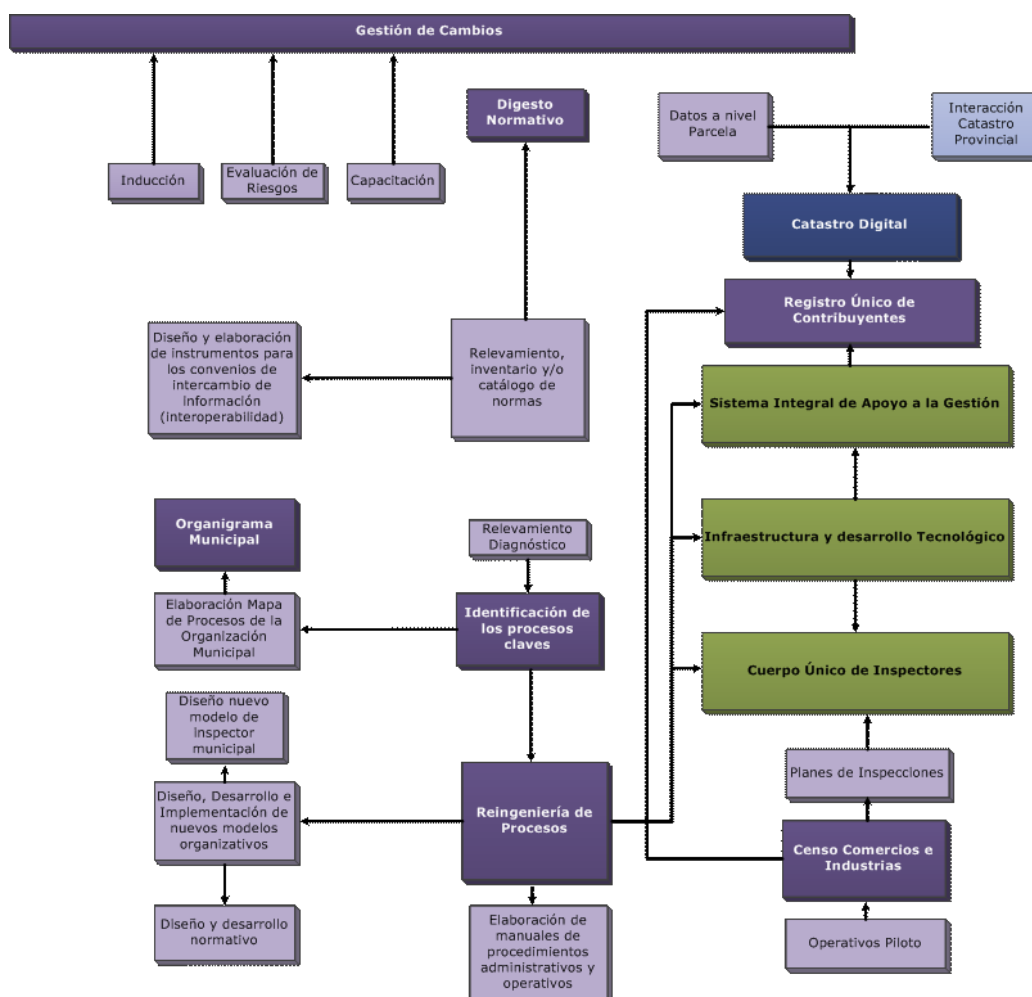 Gestión de Cambios
Digesto
Normativo
Datos a nivel
Parcela
Interacción
Catastro
Provincial
Inducción
Evaluación de
Riesgos
Capacitación
Catastro Digital
Registro Único de
Contribuyentes
Diseño y elaboración
de instrumentos para
los convenios de
intercambio de
información
(interoperabilidad)
Relevamiento,
inventario y/o
catálogo de
normas
Sistema Integral de Apoyo a la Gestión
Organigrama
Municipal
Relevamiento
Diagnóstico
Infraestructura y desarrollo Tecnológico
Elaboración Mapa
de Procesos de la
Organización
Municipal
Identificación de
los procesos
claves
Cuerpo Único de Inspectores
Diseño nuevo
modelo de
Inspector
municipal
Planes de Inspecciones
Diseño, Desarrollo e
Implementación de
nuevos modelos
organizativos
Reingeniería de
Procesos
Censo Comercios e
Industrias
Diseño y desarrollo
normativo
Elaboración de
manuales de
procedimientos
administrativos y
operativos
Operativos Piloto